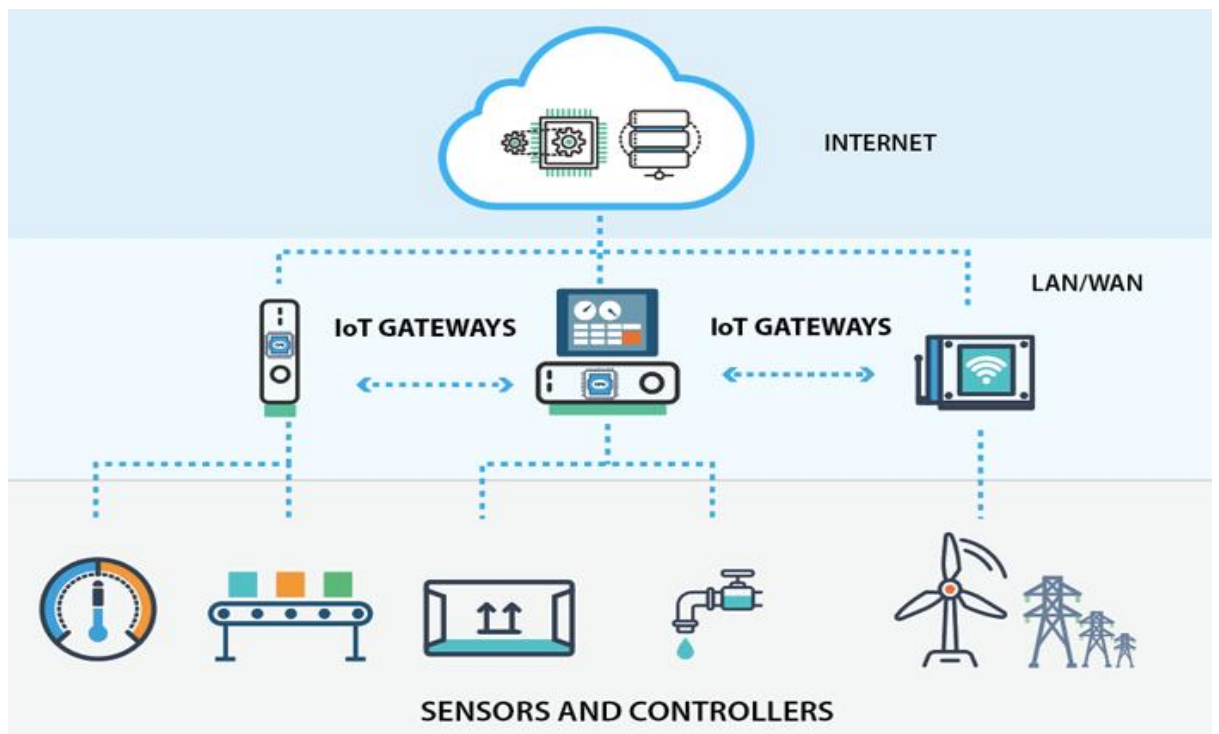 INTERNET
LAN/WAN
IoT GATEWAYS
IoT GATEWAYS
SENSORS AND CONTROLLERS